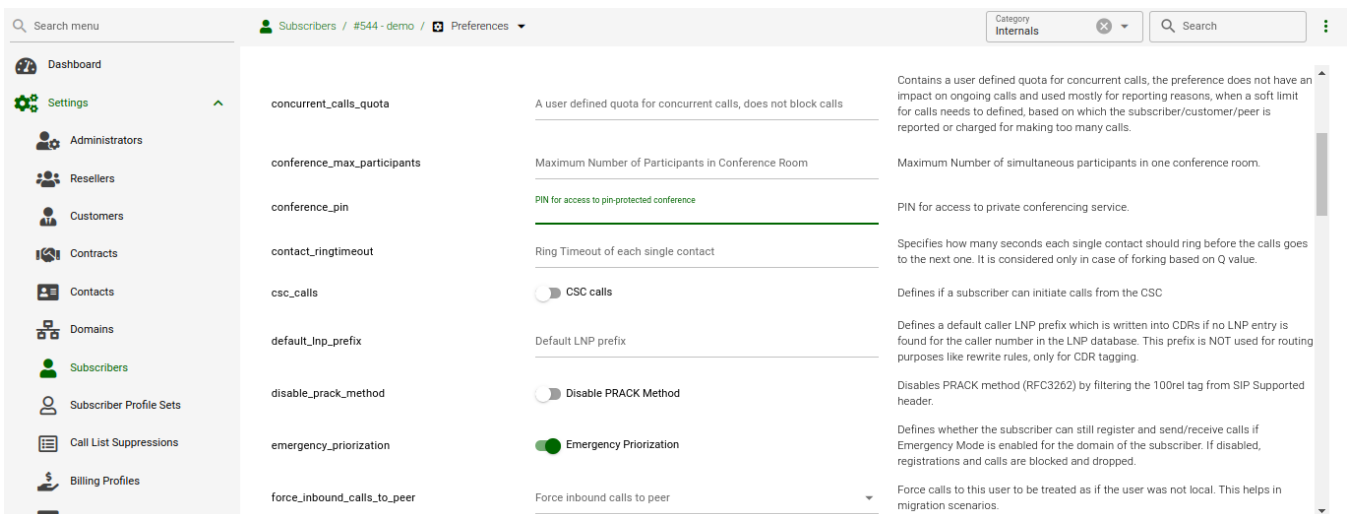 Search menu
Subscribers / #544 - demo / Preferences
Category
Internals
Search
Dashboard
Settings
Administrators
Resellers
Customers
Contracts
Contacts
Domains
Subscribers
Subscriber Profile Sets
Call List Suppressions
Billing Profiles
concurrent_calls_quota
A user defined quota for concurrent calls, does not block calls
Contains a user defined quota for concurrent calls, the preference does not have an
impact on ongoing calls and used mostly for reporting reasons, when a soft limit
for calls needs to defined, based on which the subscriber/customer/peer is
reported or charged for making too many calls.
conference_max_participants
Maximum Number of Participants in Conference Room
Maximum Number of simultaneous participants in one conference room.
conference_pin
PIN for access to pin-protected conference
PIN for access to private conferencing service.
contact_ringtimeout
Ring Timeout of each single contact
Specifies how many seconds each single contact should ring before the calls goes
to the next one. It is considered only in case of forking based on Q value.
csc_calls
CSC calls
Defines if a subscriber can initiate calls from the CSC
default_lnp_prefix
Default LNP prefix
Defines a default caller LNP prefix which is written into CDRs if no LNP entry is
found for the caller number in the LNP database. This prefix is NOT used for routing
purposes like rewrite rules, only for CDR tagging.
disable_prack_method
Disable PRACK Method
Disables PRACK method (RFC3262) by filtering the 100rel tag from SIP Supported
header.
emergency_priorization
Emergency Priorization
Defines whether the subscriber can still register and send/receive calls if
Emergency Mode is enabled for the domain of the subscriber. If disabled,
registrations and calls are blocked and dropped.
force_inbound_calls_to_peer
Force inbound calls to peer
Force calls to this user to be treated as if the user was not local. This helps in
migration scenarios.